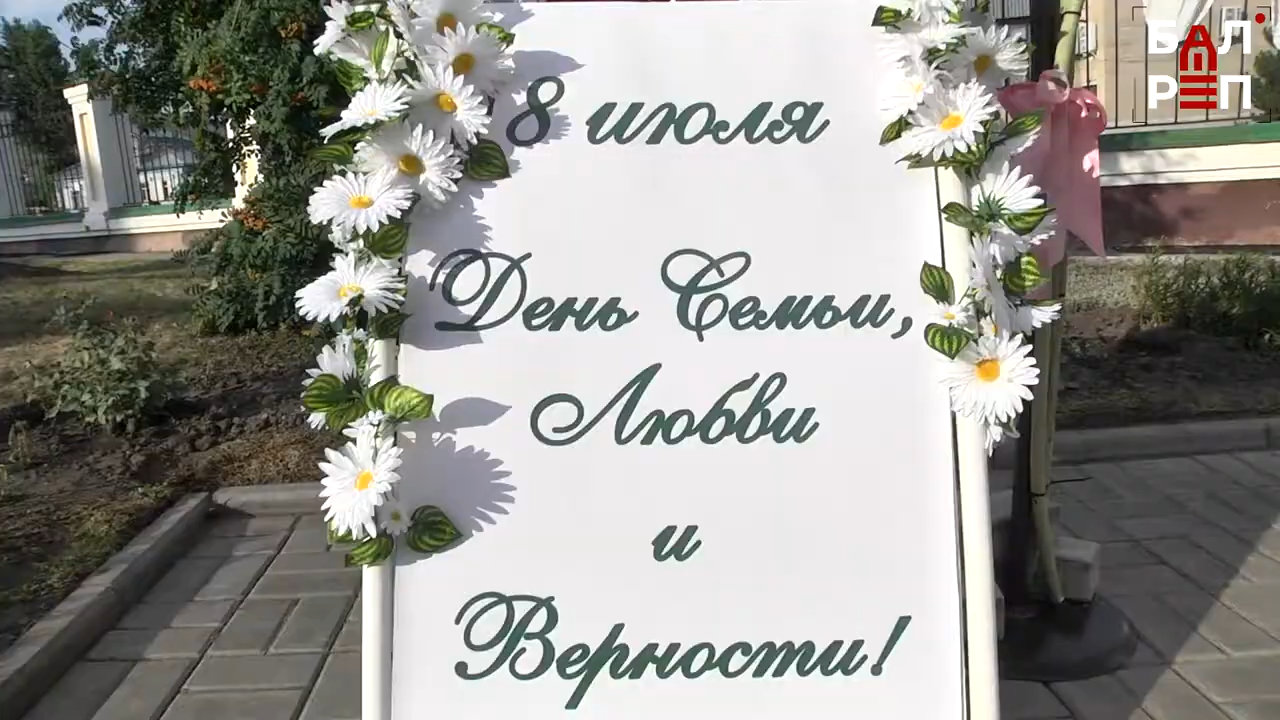 БАЛ
РЕП
8 июля
День Семьи,
Любви
и
Верности!